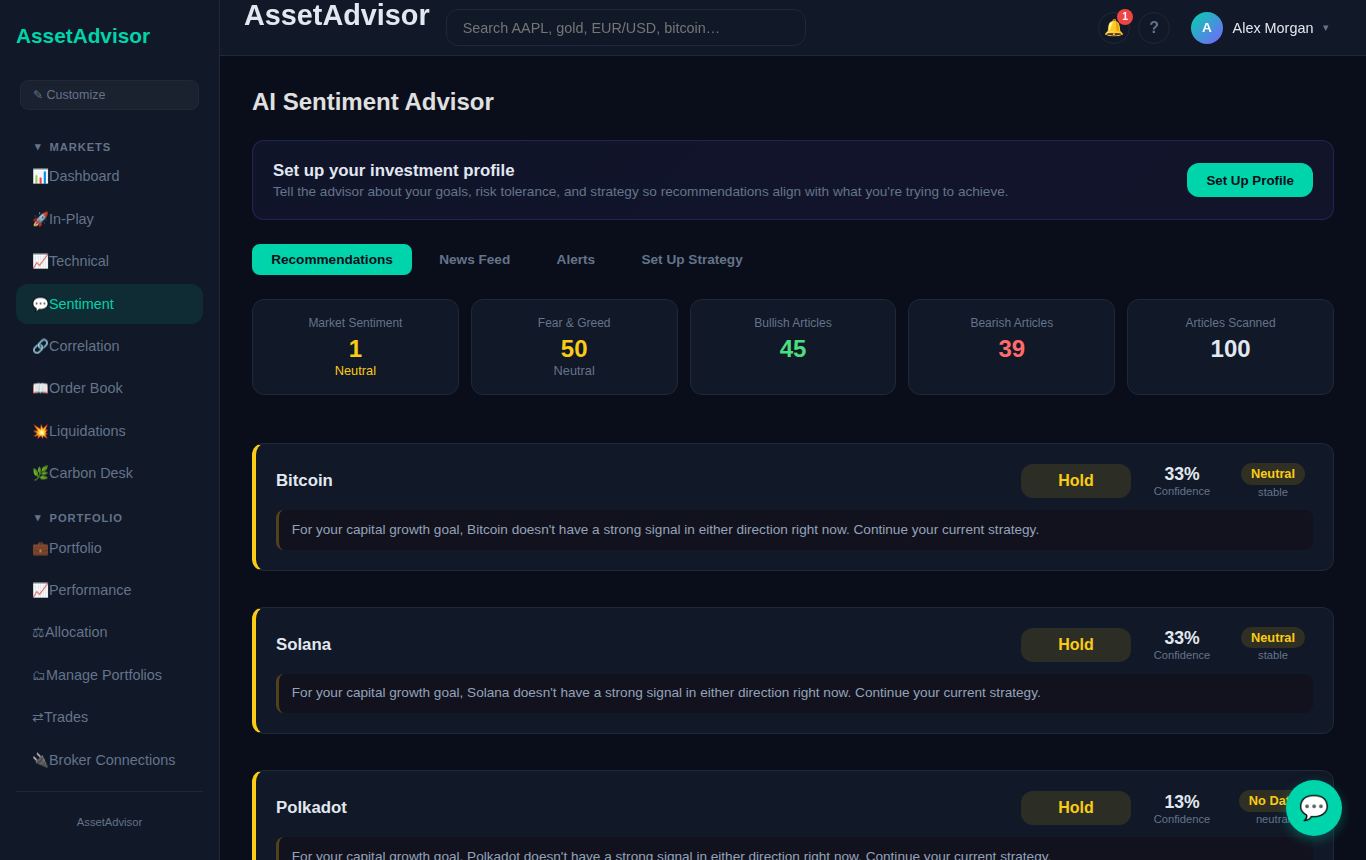 AssetAdvisor
✎ Customize
▼ MARKETS
Dashboard
In-Play
Technical
Sentiment
Correlation
Order Book
Liquidations
Carbon Desk
▼ PORTFOLIO
Portfolio
Performance
Allocation
Manage Portfolios
Trades
Broker Connections
AssetAdvisor
AssetAdvisor
Search AAPL, gold, EUR/USD, bitcoin…
1
?
A
Alex Morgan
AI Sentiment Advisor
Set up your investment profile
Tell the advisor about your goals, risk tolerance, and strategy so recommendations align with what you're trying to achieve.
Set Up Profile
Recommendations
News Feed
Alerts
Set Up Strategy
Market Sentiment
1
Neutral
Fear & Greed
50
Neutral
Bullish Articles
45
Bearish Articles
39
Articles Scanned
100
Bitcoin
Hold
33%
Confidence
Neutral
stable
For your capital growth goal, Bitcoin doesn't have a strong signal in either direction right now. Continue your current strategy.
Solana
Hold
33%
Confidence
Neutral
stable
For your capital growth goal, Solana doesn't have a strong signal in either direction right now. Continue your current strategy.
Polkadot
Hold
13%
Confidence
No
neutral
For your capital growth goal, Polkadot doesn't have a strong signal in either direction right now. Continue your current strategy.